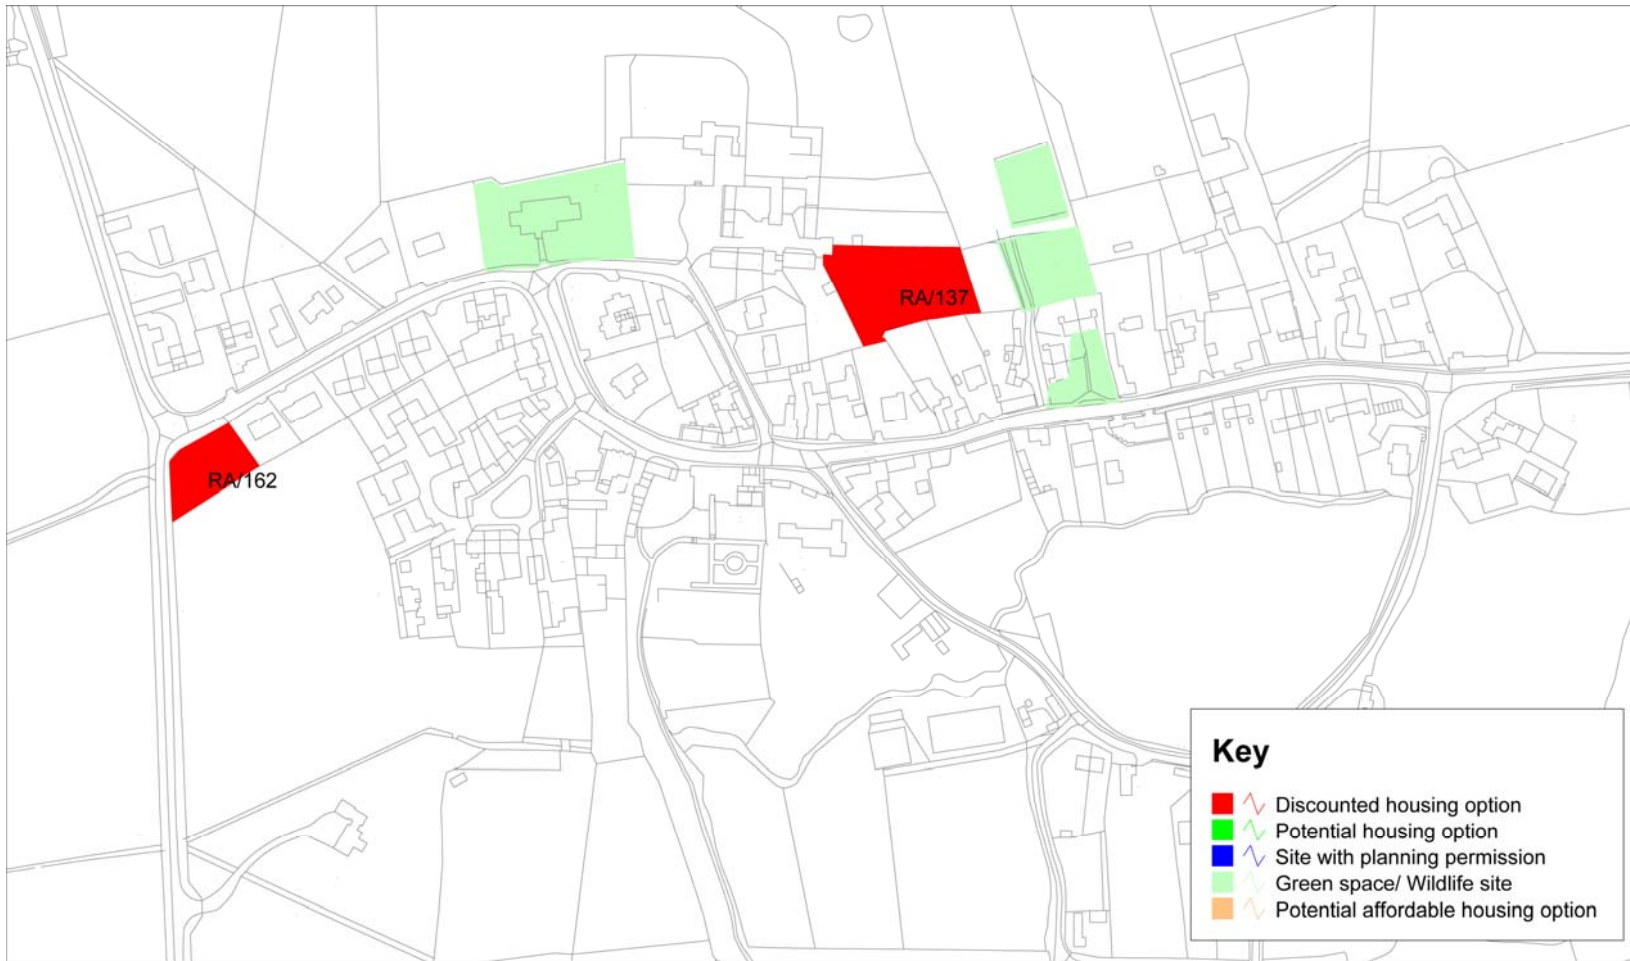 RA/137
RA/162
Key
Discounted housing option
Potential housing option
Site with planning permission
Green space/ Wildlife site
Potential affordable housing option